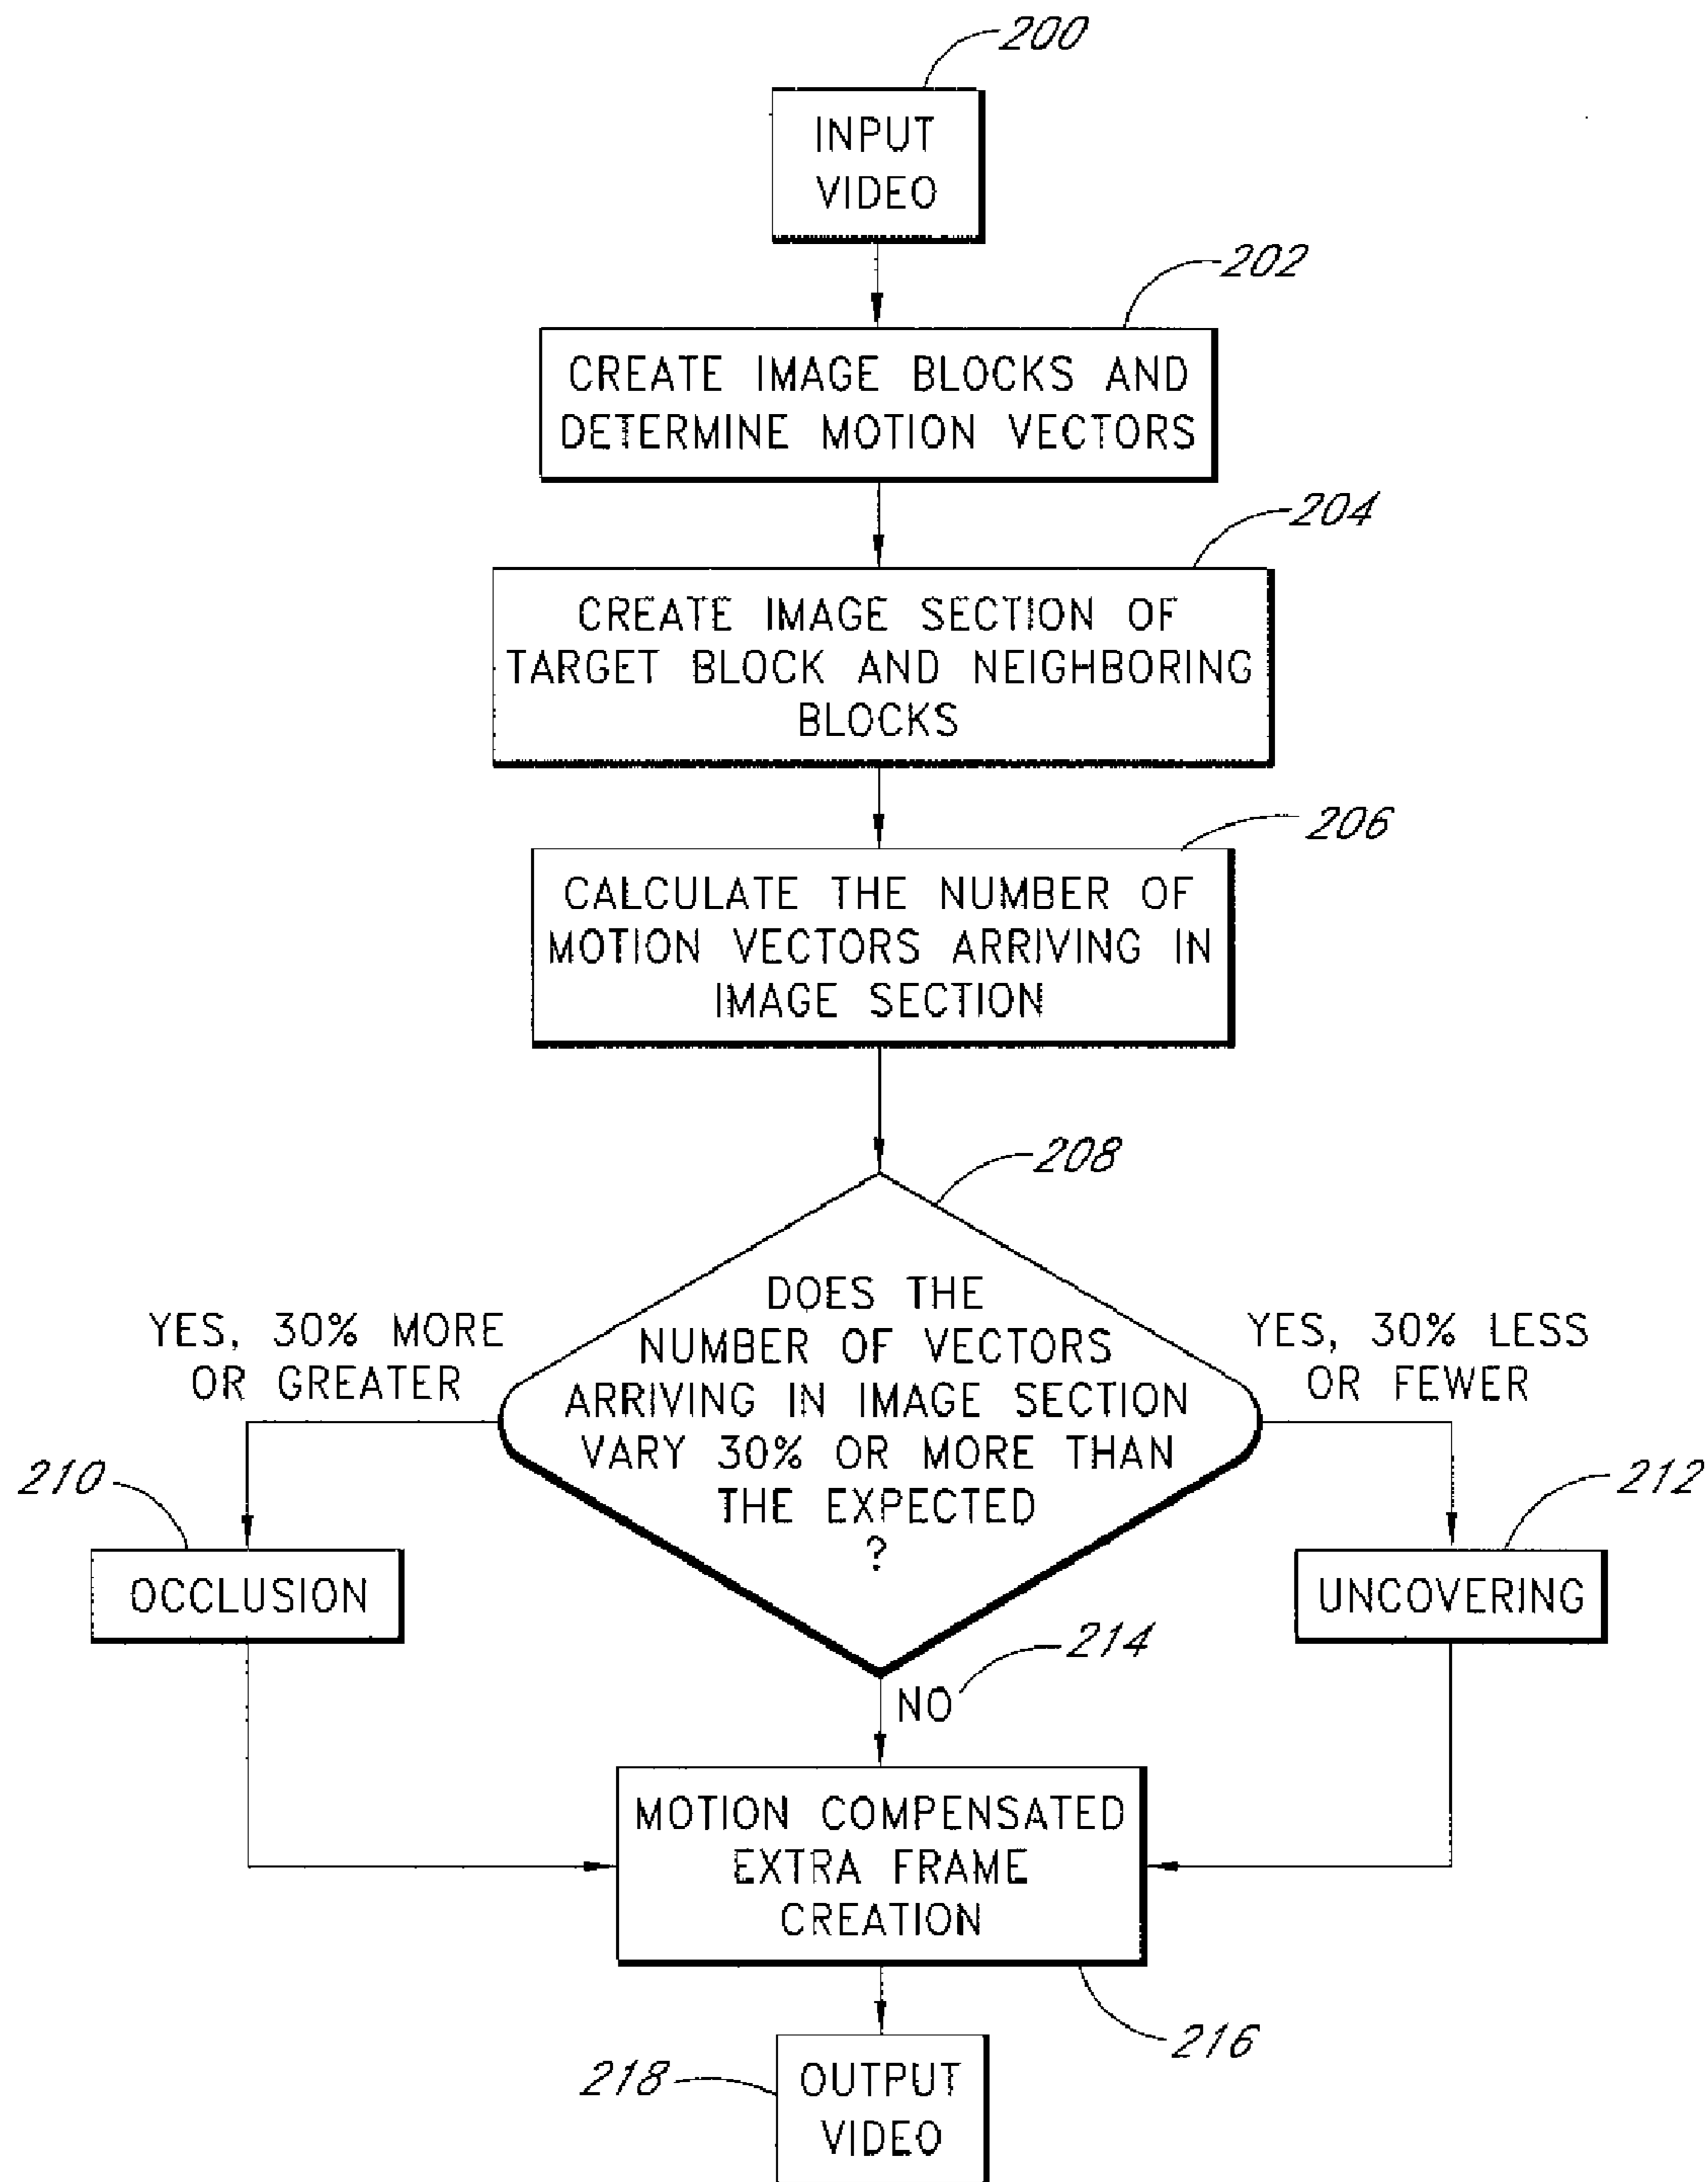 200
INPUT
VIDEO
202
CREATE IMAGE BLOCKS AND
DETERMINE MOTION VECTORS
204
CREATE IMAGE SECTION OF
TARGET BLOCK AND NEIGHBORING
BLOCKS
206
CALCULATE THE NUMBER OF
MOTION VECTORS ARRIVING IN
IMAGE SECTION
208
DOES THE
NUMBER OF VECTORS
ARRIVING IN IMAGE SECTION
VARY 30% OR MORE THAN
THE EXPECTED
?
YES, 30% MORE
OR GREATER
YES, 30% LESS
OR FEWER
210
OCCLUSION
212
UNCOVERING
214
NO
MOTION COMPENSATED
EXTRA FRAME
CREATION
216
218
OUTPUT
VIDEO